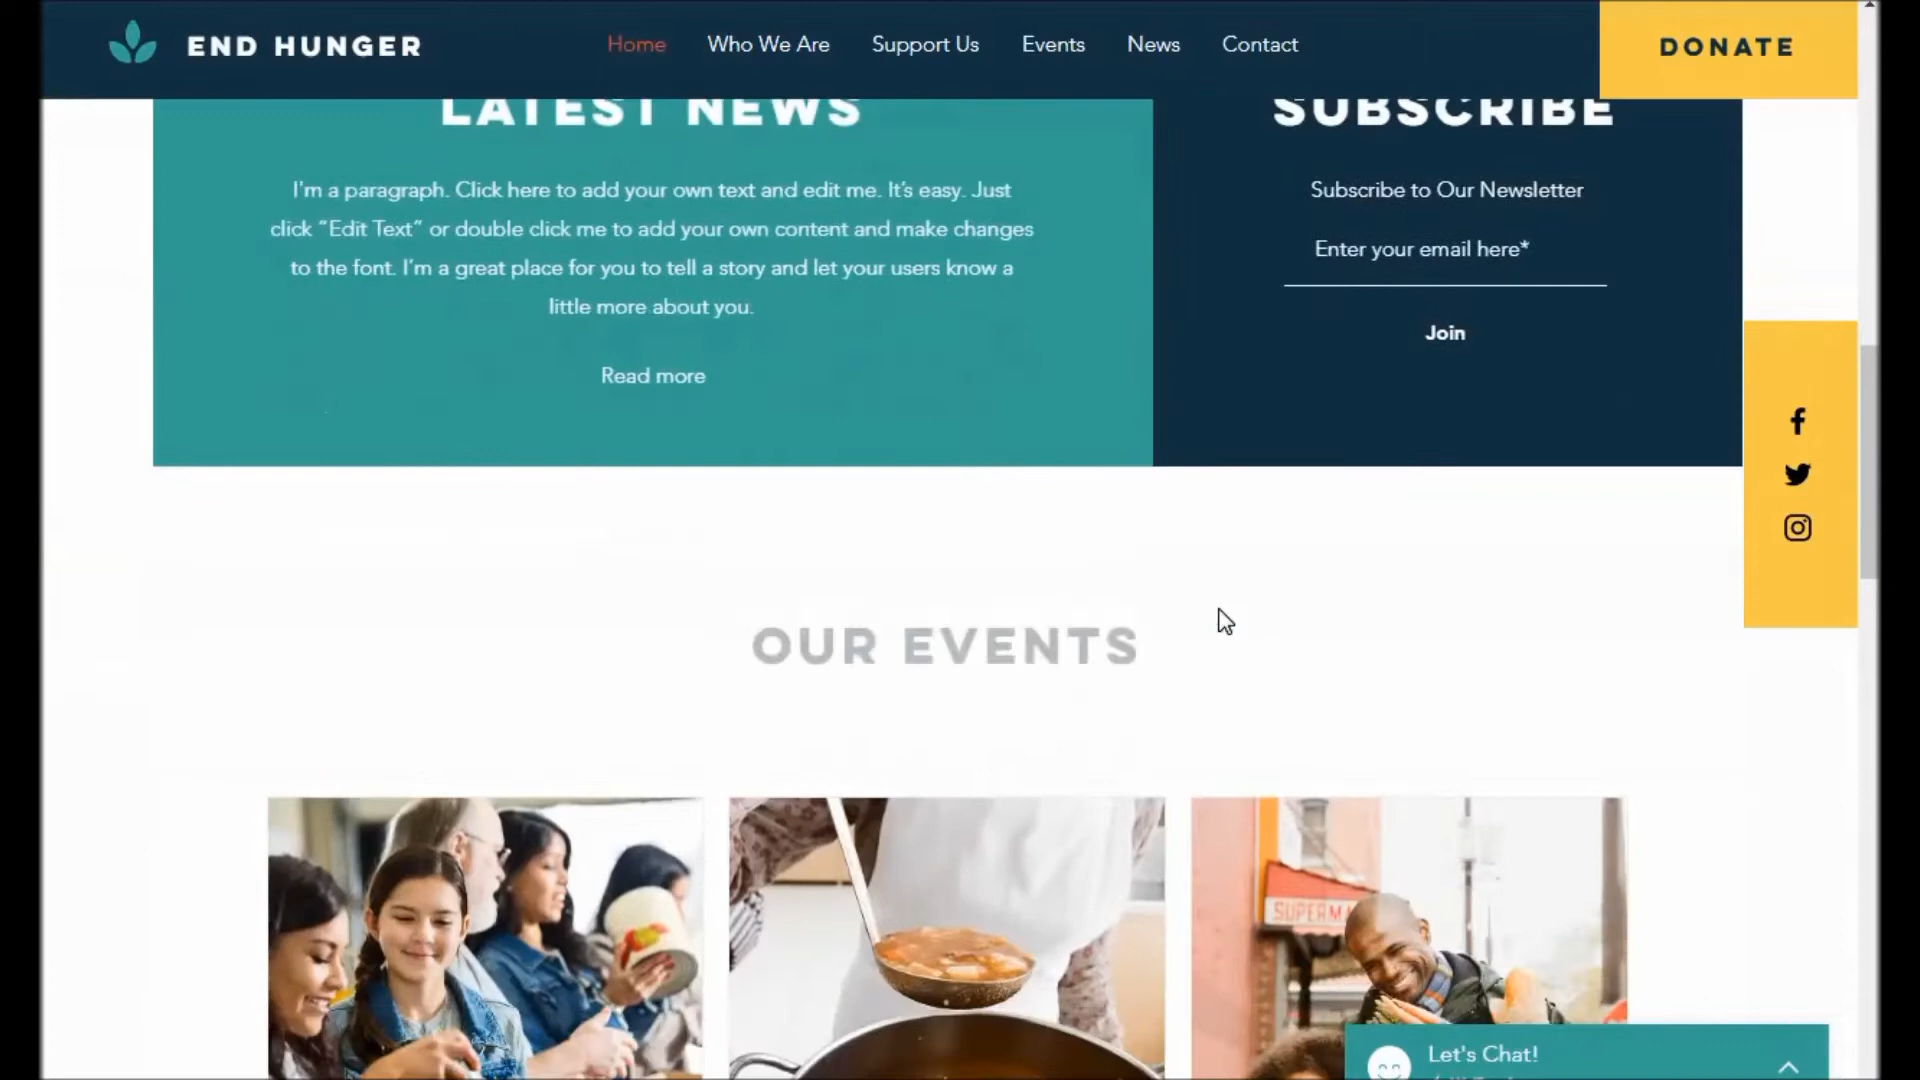 END HUNGER
Home Who We Are Support Us Events News Contact
DONATE
LATEST NEWS
I'm a paragraph. Click here to add your own text and edit me. It’s easy. Just
click “Edit Text” or double click me to add your own content and make changes
to the font. I’m a great place for you to tell a story and let your users know a
little more about you.
Read more
SUBSCRIBE
Subscribe to Our Newsletter
Enter your email here*
Join
OUR EVENTS
Let's Chat!